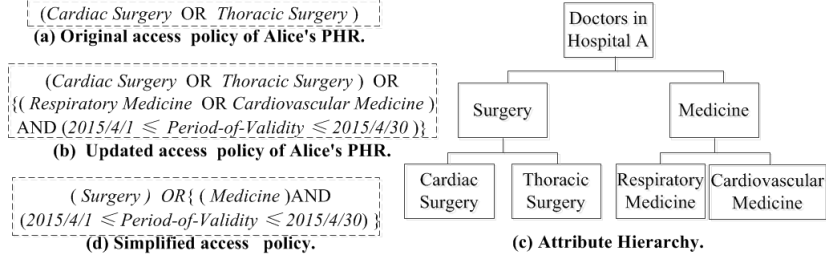 (Cardiac Surgery OR Thoracic Surgery )
(a) Original access policy of Alice's PHR.
(Cardiac Surgery OR Thoracic Surgery ) OR
{( Respiratory Medicine OR Cardiovascular Medicine )
AND (2015/4/1 ≤ Period-of-Validity ≤ 2015/4/30 )}
(b) Updated access policy of Alice's PHR.
( Surgery ) OR{ ( Medicine )AND
(2015/4/1 ≤ Period-of-Validity ≤ 2015/4/30) }
(d) Simplified access policy.
Doctors in
Hospital A
Surgery
Medicine
Cardiac
Surgery
Thoracic
Surgery
Respiratory
Medicine
Cardiovascular
Medicine
(c) Attribute Hierarchy.